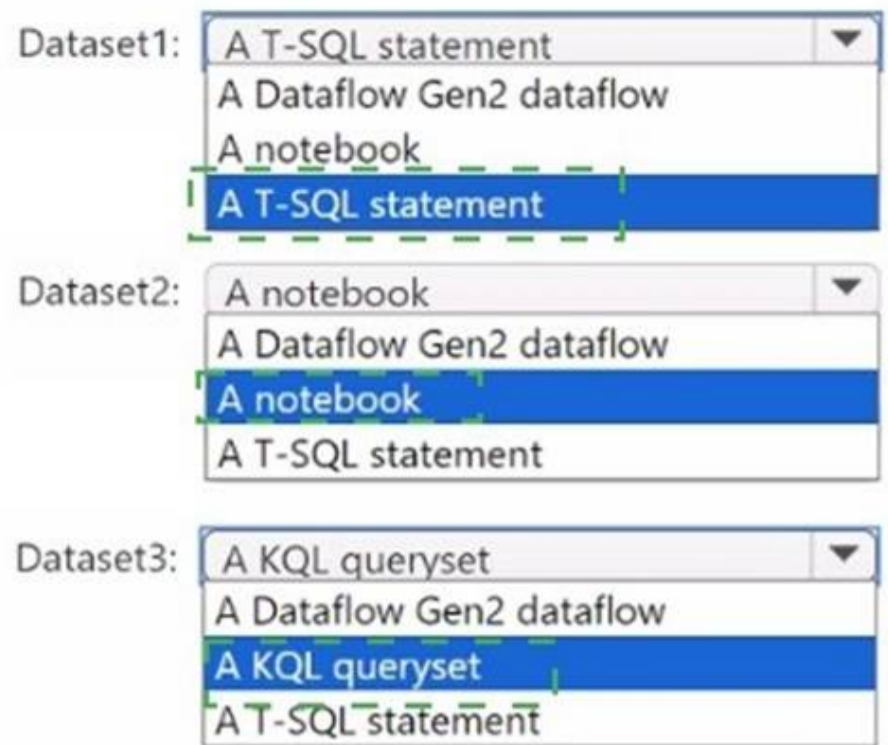 Dataset1: A T-SQL statement
A Dataflow Gen2 dataflow
A notebook
A T-SQL statement
Dataset2: A notebook
A Dataflow Gen2 dataflow
A notebook
A T-SQL statement
Dataset3: A KQL queryset
A Dataflow Gen2 dataflow
A KQL queryset
A T-SQL statement